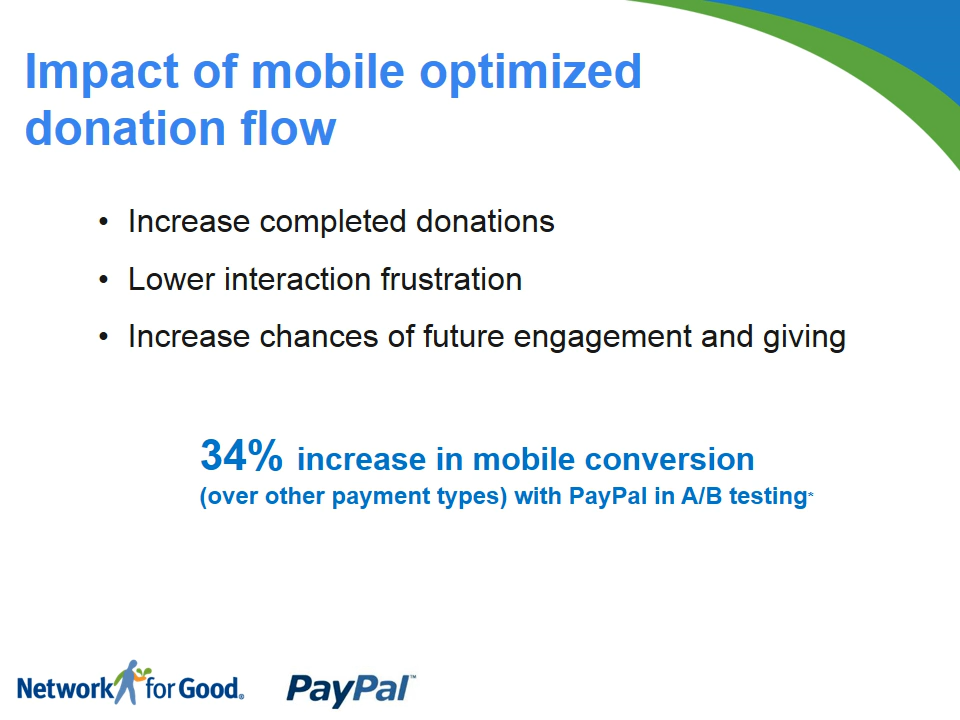 Impact of mobile optimized
donation flow
• Increase completed donations
• Lower interaction frustration
• Increase chances of future engagement and giving
34% increase in mobile conversion
(over other payment types) with PayPal in A/B testing*
Network for Good®
PayPal™